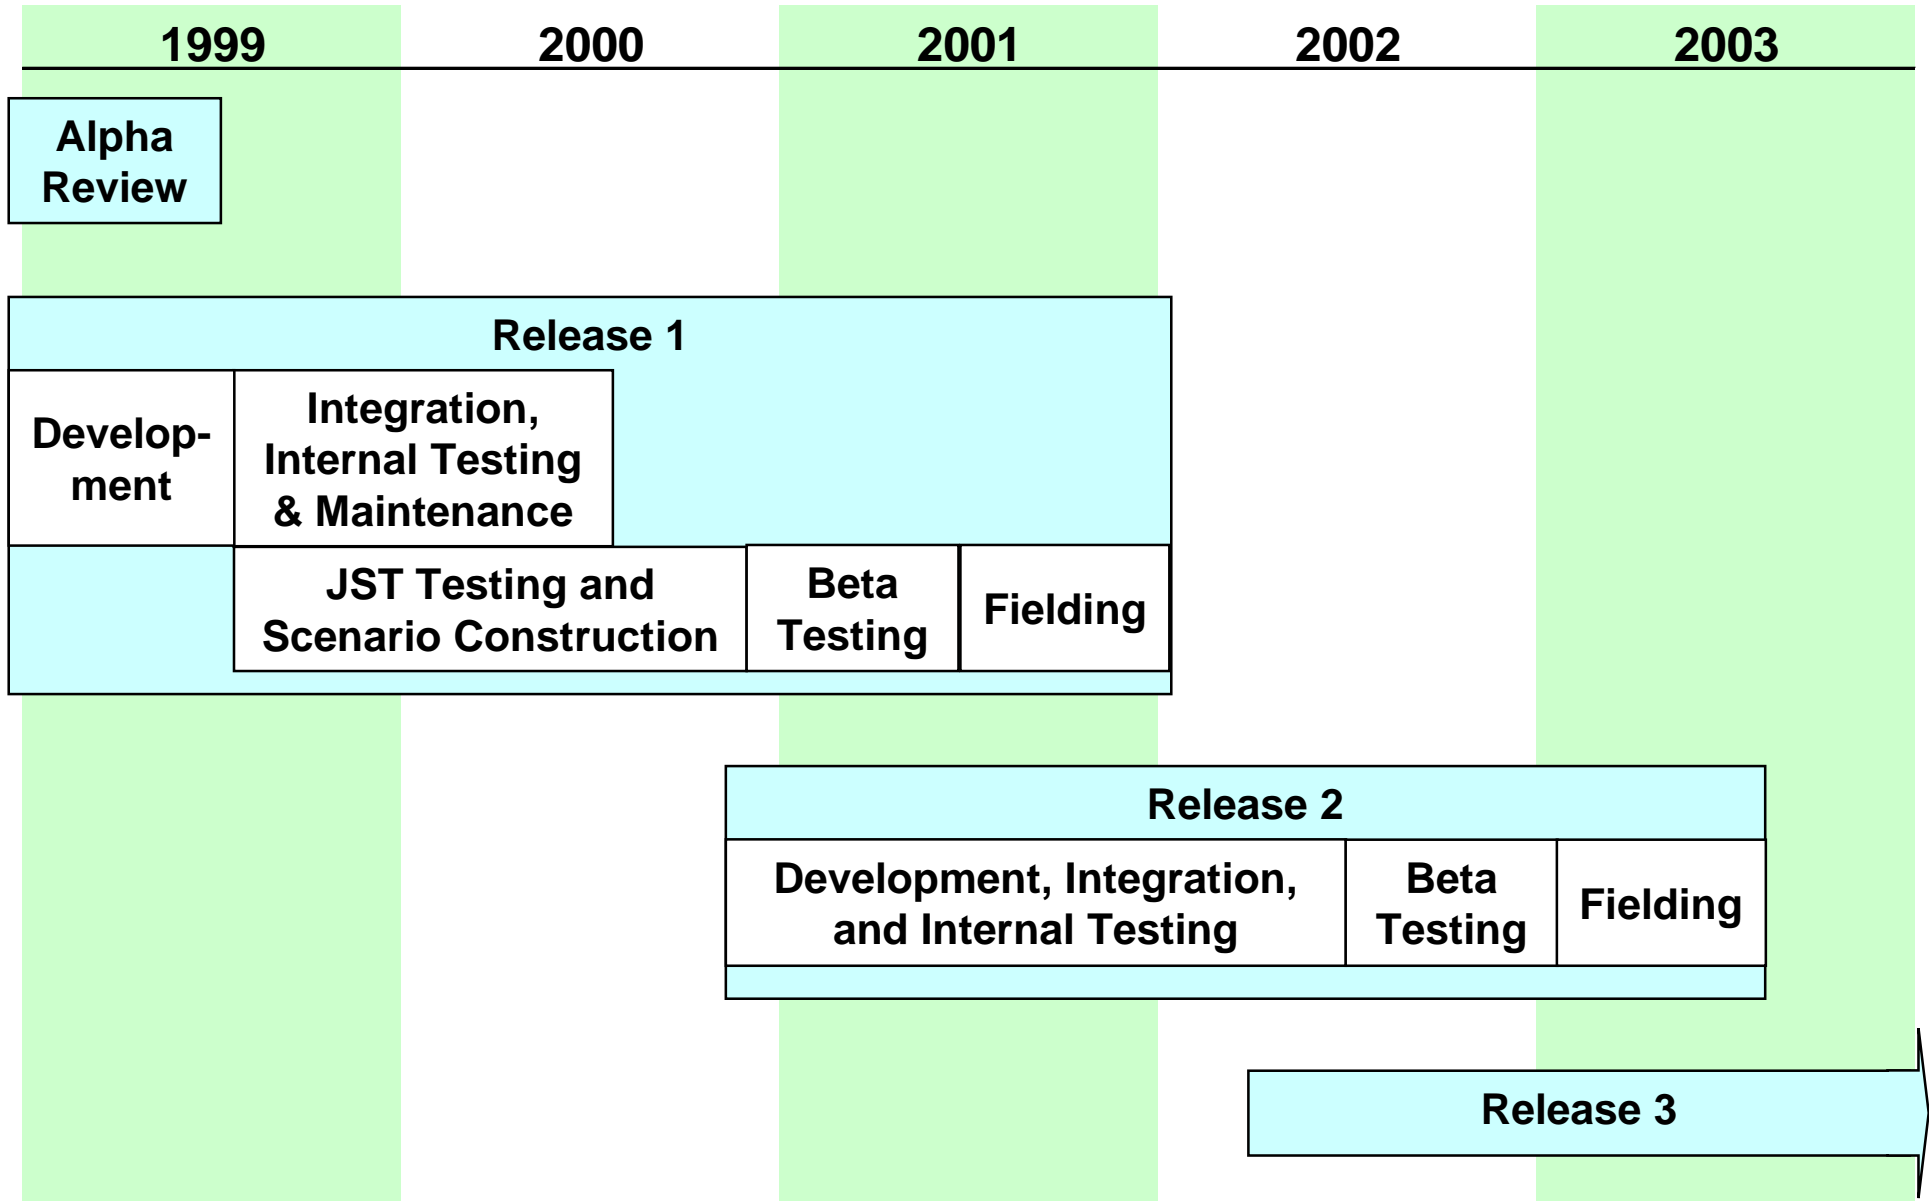 1999 2000 2001 2002 2003
Alpha
Review
Release 1
Develop-
ment
Integration,
Internal Testing
& Maintenance
JST Testing and
Scenario Construction
Beta
Testing
Fielding
Release 2
Development, Integration,
and Internal Testing
Beta
Testing
Fielding
Release 3